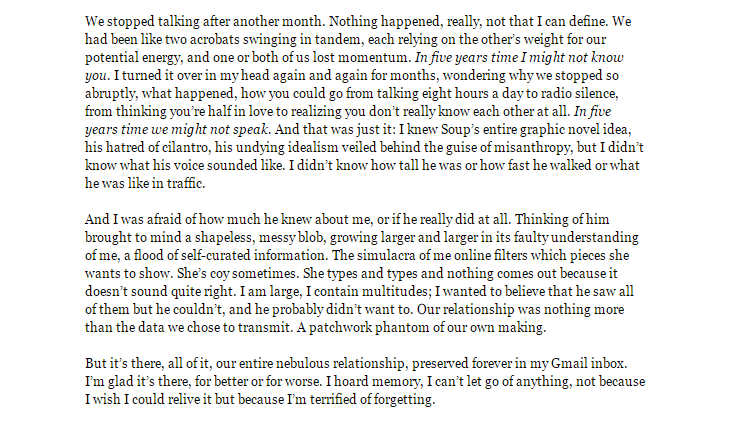 We stopped talking after another month. Nothing happened, really, not that I can define. We
had been like two acrobats swinging in tandem, each relying on the other’s weight for our
potential energy, and one or both of us lost momentum. In five years time I might not know
you. I turned it over in my head again and again for months, wondering why we stopped so
abruptly, what happened, how you could go from talking eight hours a day to radio silence,
from thinking you’re half in love to realizing you don’t really know each other at all. In five
years time we might not speak. And that was just it: I knew Soup’s entire graphic novel idea,
his hatred of cilantro, his undying idealism veiled behind the guise of misanthropy, but I didn’t
know what his voice sounded like. I didn’t know how tall he was or how fast he walked or what
he was like in traffic.

And I was afraid of how much he knew about me, or if he really did at all. Thinking of him
brought to mind a shapeless, messy blob, growing larger and larger in its faulty understanding
of me, a flood of self-curated information. The simulacra of me online filters which pieces she
wants to show. She’s coy sometimes. She types and types and nothing comes out because it
doesn’t sound quite right. I am large, I contain multitudes; I wanted to believe that he saw all
of them but he couldn’t, and he probably didn’t want to. Our relationship was nothing more
than the data we chose to transmit. A patchwork phantom of our own making.

But it’s there, all of it, our entire nebulous relationship, preserved forever in my Gmail inbox.
I’m glad it’s there, for better or for worse. I hoard memory, I can’t let go of anything, not because
I wish I could relive it but because I’m terrified of forgetting.